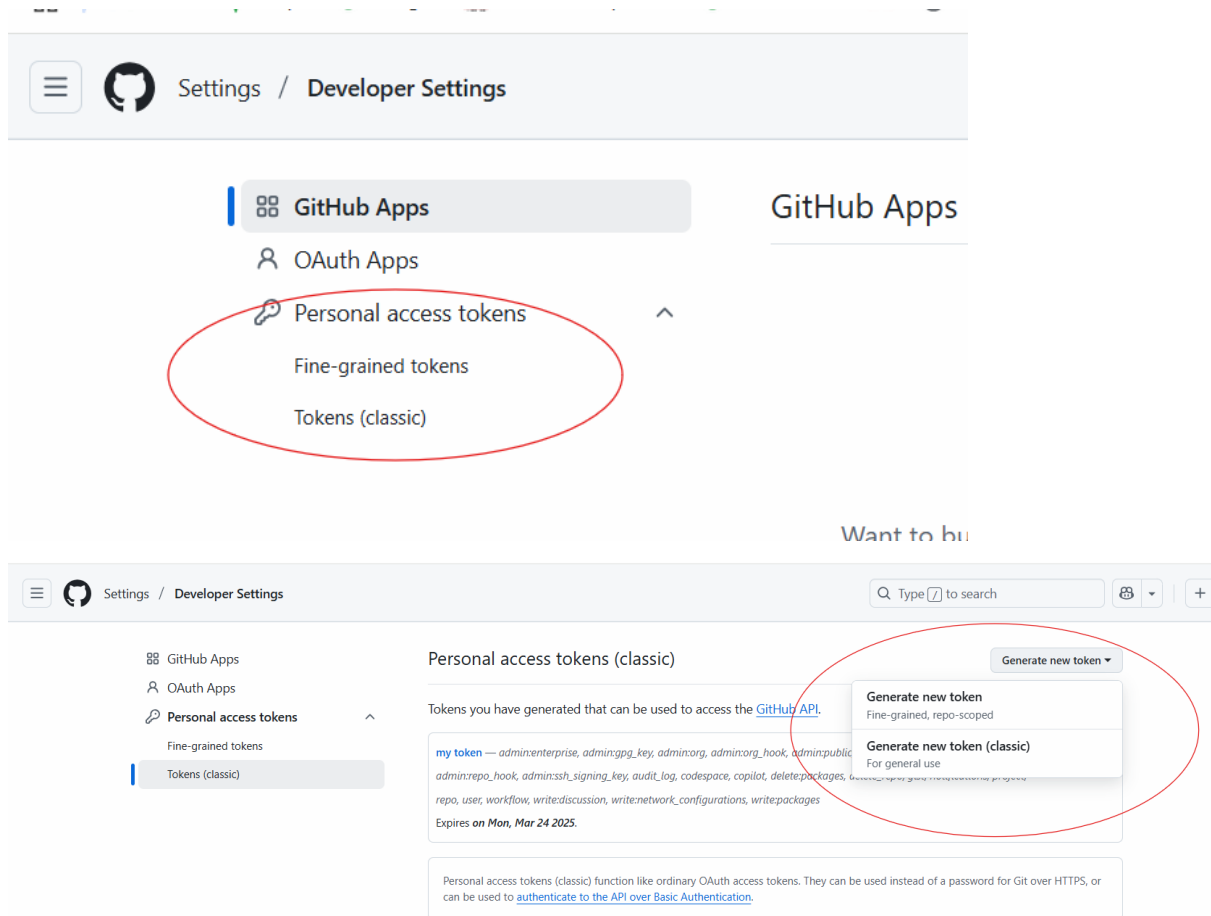 Settings / Developer Settings
GitHub Apps
GitHub Apps
OAuth Apps
Personal access tokens
Fine-grained tokens
Tokens (classic)
Want to bu
Settings / Developer Settings
Type / to search
GitHub Apps
OAuth Apps
Personal access tokens
Fine-grained tokens
Tokens (classic)
Personal access tokens (classic)
Generate new token
Generate new token
Fine-grained, repo-scoped
Generate new token (classic)
For general use
Tokens you have generated that can be used to access the GitHub API.
my token — admin:enterprise, admin:gpg_key, admin:org, admin:org_hook, admin:public
admin:repo_hook, admin:ssh_signing_key, audit_log, codespace, copilot, delete:packages,
repo, user, workflow, write:discussion, write:network_configurations, write:packages
Expires on Mon, Mar 24 2025.
Personal access tokens (classic) function like ordinary OAuth access tokens. They can be used instead of a password for Git over HTTPS, or
can be used to authenticate to the API over Basic Authentication.